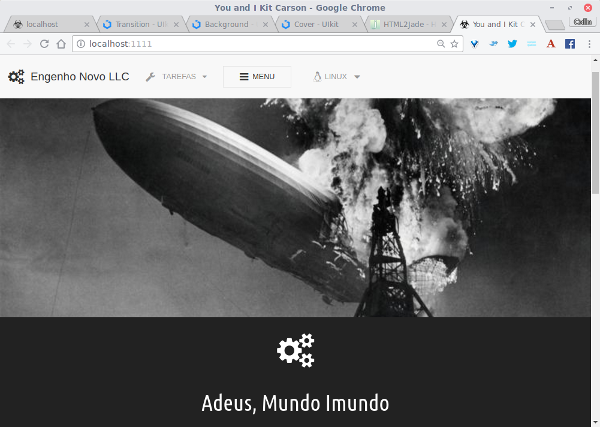 You and I Kit Carson - Google Chrome
localhost
Transition - UIk
Background -
Cover - UIkit
HTML2Jade - H
You and I Kit C
localhost:1111
Engenho Novo LLC
TAREFAS
MENU
LINUX
Adeus, Mundo Imundo